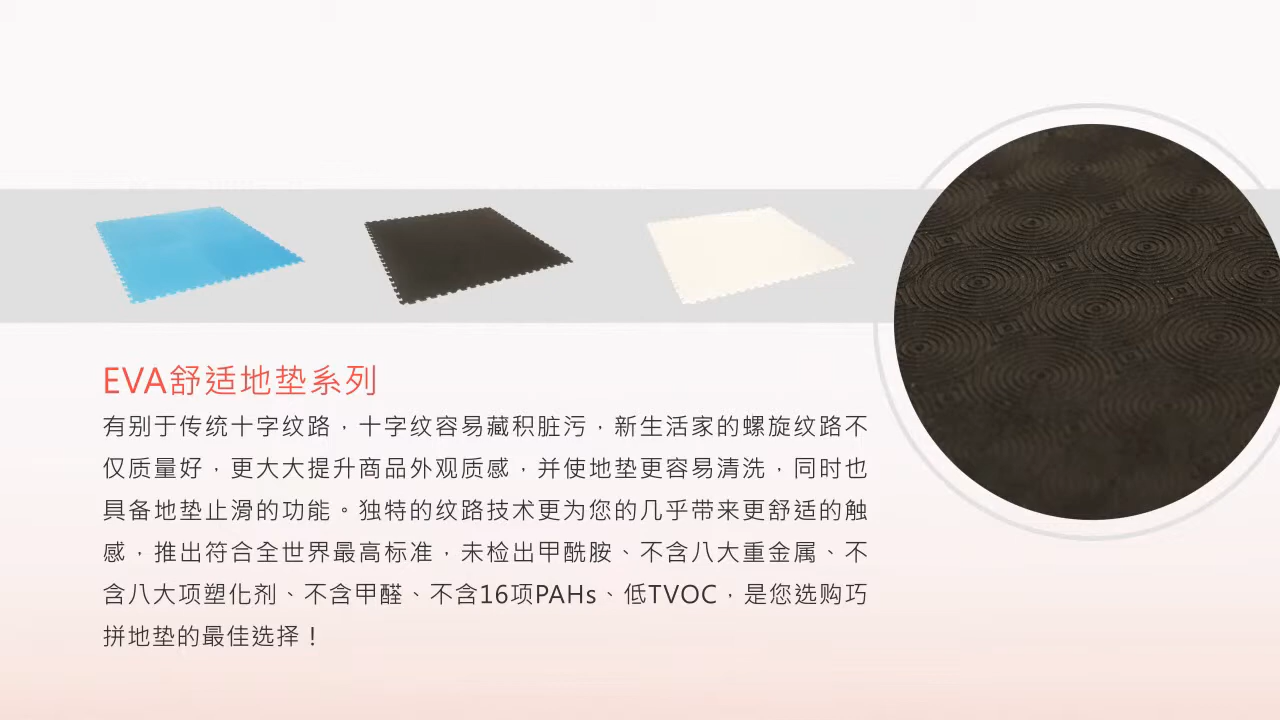 EVA舒适地垫系列
有别于传统十字纹路，十字纹容易藏积脏污，新生活家的螺旋纹路不
仅质量好，更大大提升商品外观质感，并使地垫更容易清洗，同时也
具备地垫止滑的功能。独特的纹路技术更为您的几乎带来更舒适的触
感，推出符合全世界最高标准，未检出甲酰胺、不含八大重金属、不
含八大项塑化剂、不含甲醛、不含16项PAHs、低TVOC，是您选购巧
拼地垫的最佳选择！